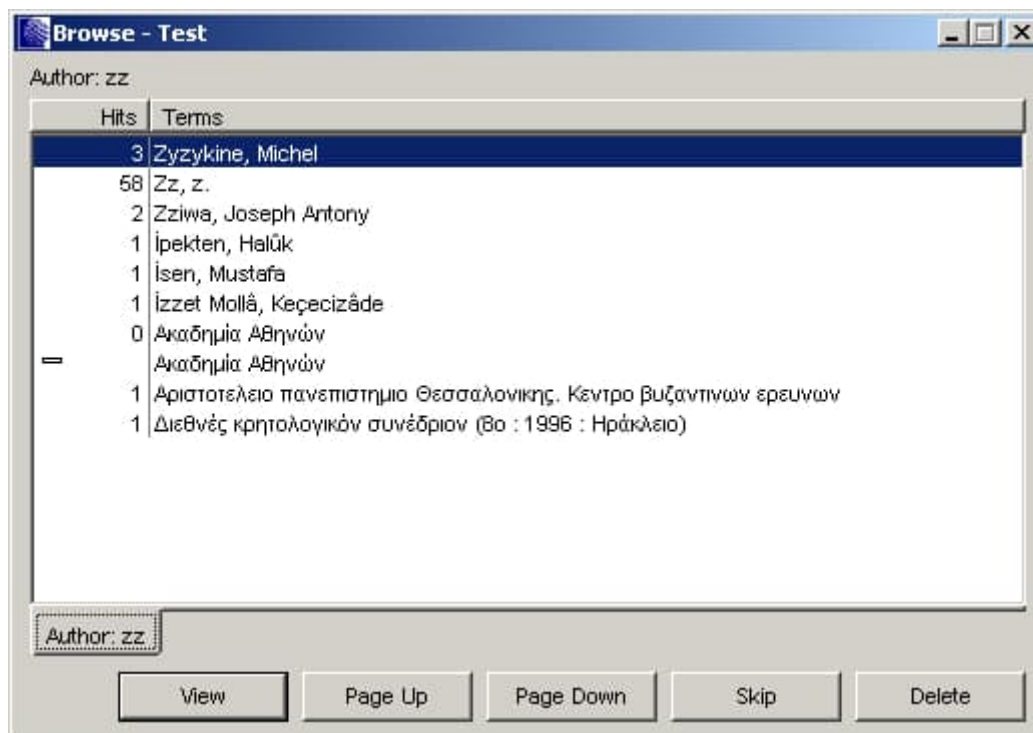 Browse - Test
Author: zz
Hits Terms
3 Zyzykine, Michel
58 Zz, z.
2 Zziwa, Joseph Antony
1 İpekten, Halûk
1 İsen, Mustafa
1 İzzet Mollâ, Keçecizâde
0 Ακαδημία Αθηνών
Ακαδημία Αθηνών
1 Αριστοτελειο πανεπιστημιο Θεσσαλονικης. Κεντρο βυζαντινων ερευνων
1 Διεθνές κρητολογικόν συνέδριον (8ο : 1996 : Ηράκλειο)
Author: zz
View Page Up Page Down Skip Delete